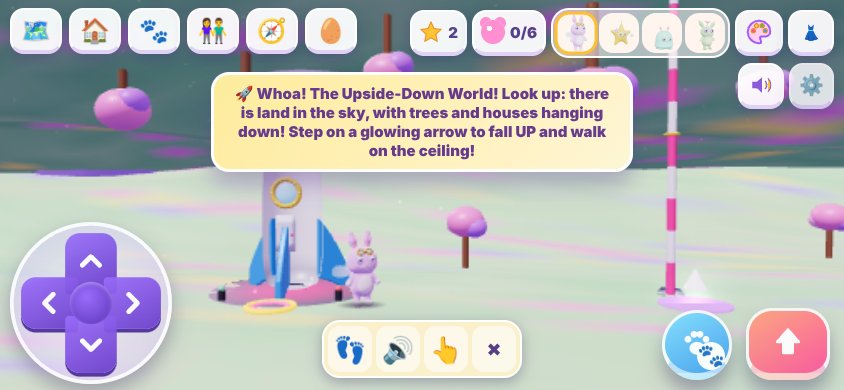 2
0/6
🚀 Whoa! The Upside-Down World! Look up: there
is land in the sky, with trees and houses hanging
down! Step on a glowing arrow to fall UP and walk
on the ceiling!